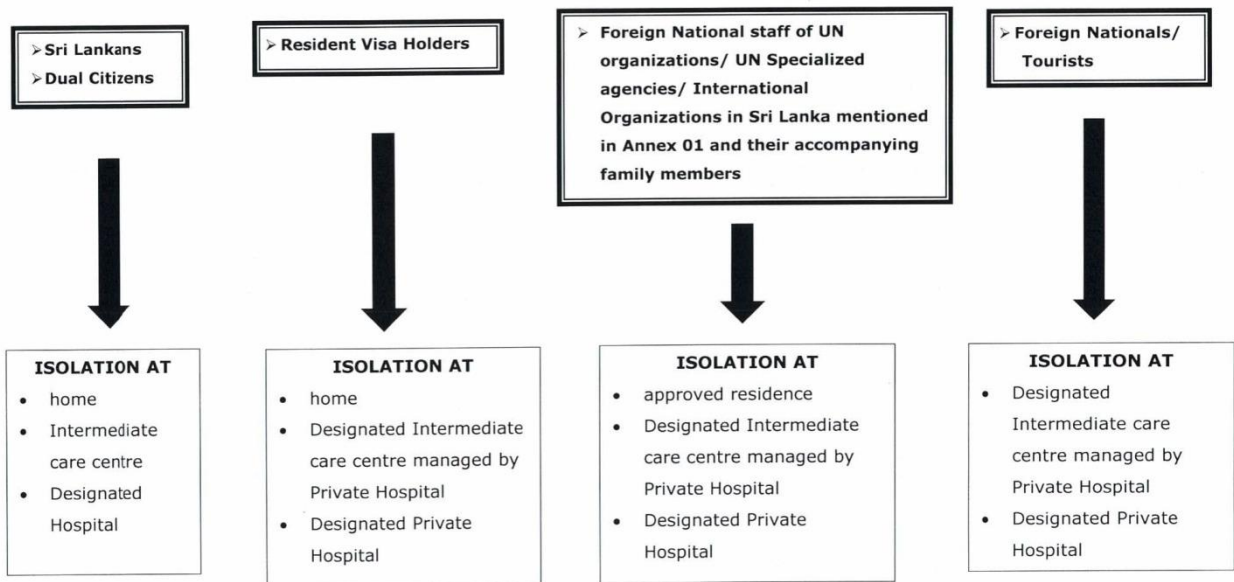 ➢ Sri Lankans
➢ Dual Citizens
➢ Resident Visa Holders
➢ Foreign National staff of UN
organizations/ UN Specialized
agencies/ International
Organizations in Sri Lanka mentioned
in Annex 01 and their accompanying
family members
➢ Foreign Nationals/
Tourists
ISOLATION AT
• home
• Intermediate
care centre
• Designated
Hospital
ISOLATION AT
• home
• Designated Intermediate
care centre managed by
Private Hospital
• Designated Private
Hospital
ISOLATION AT
• approved residence
• Designated Intermediate
care centre managed by
Private Hospital
• Designated Private
Hospital
ISOLATION AT
• Designated
Intermediate care
centre managed by
Private Hospital
• Designated Private
Hospital